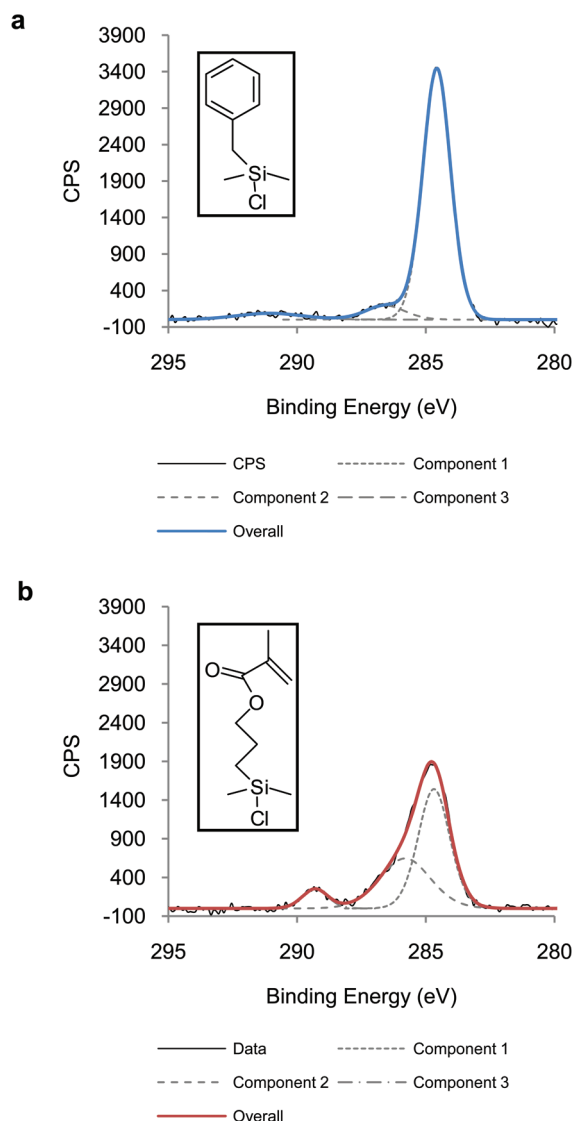 a
3900
3400
2900
2400
1900
1400
900
400
-100
CPS
Si
Cl
295 290 285 280
Binding Energy (eV)
CPS Component 1
Component 2 Component 3
Overall
b
3900
3400
2900
2400
1900
1400
900
400
-100
CPS
O
O
Si
Cl
295 290 285 280
Binding Energy (eV)
Data Component 1
Component 2 Component 3
Overall